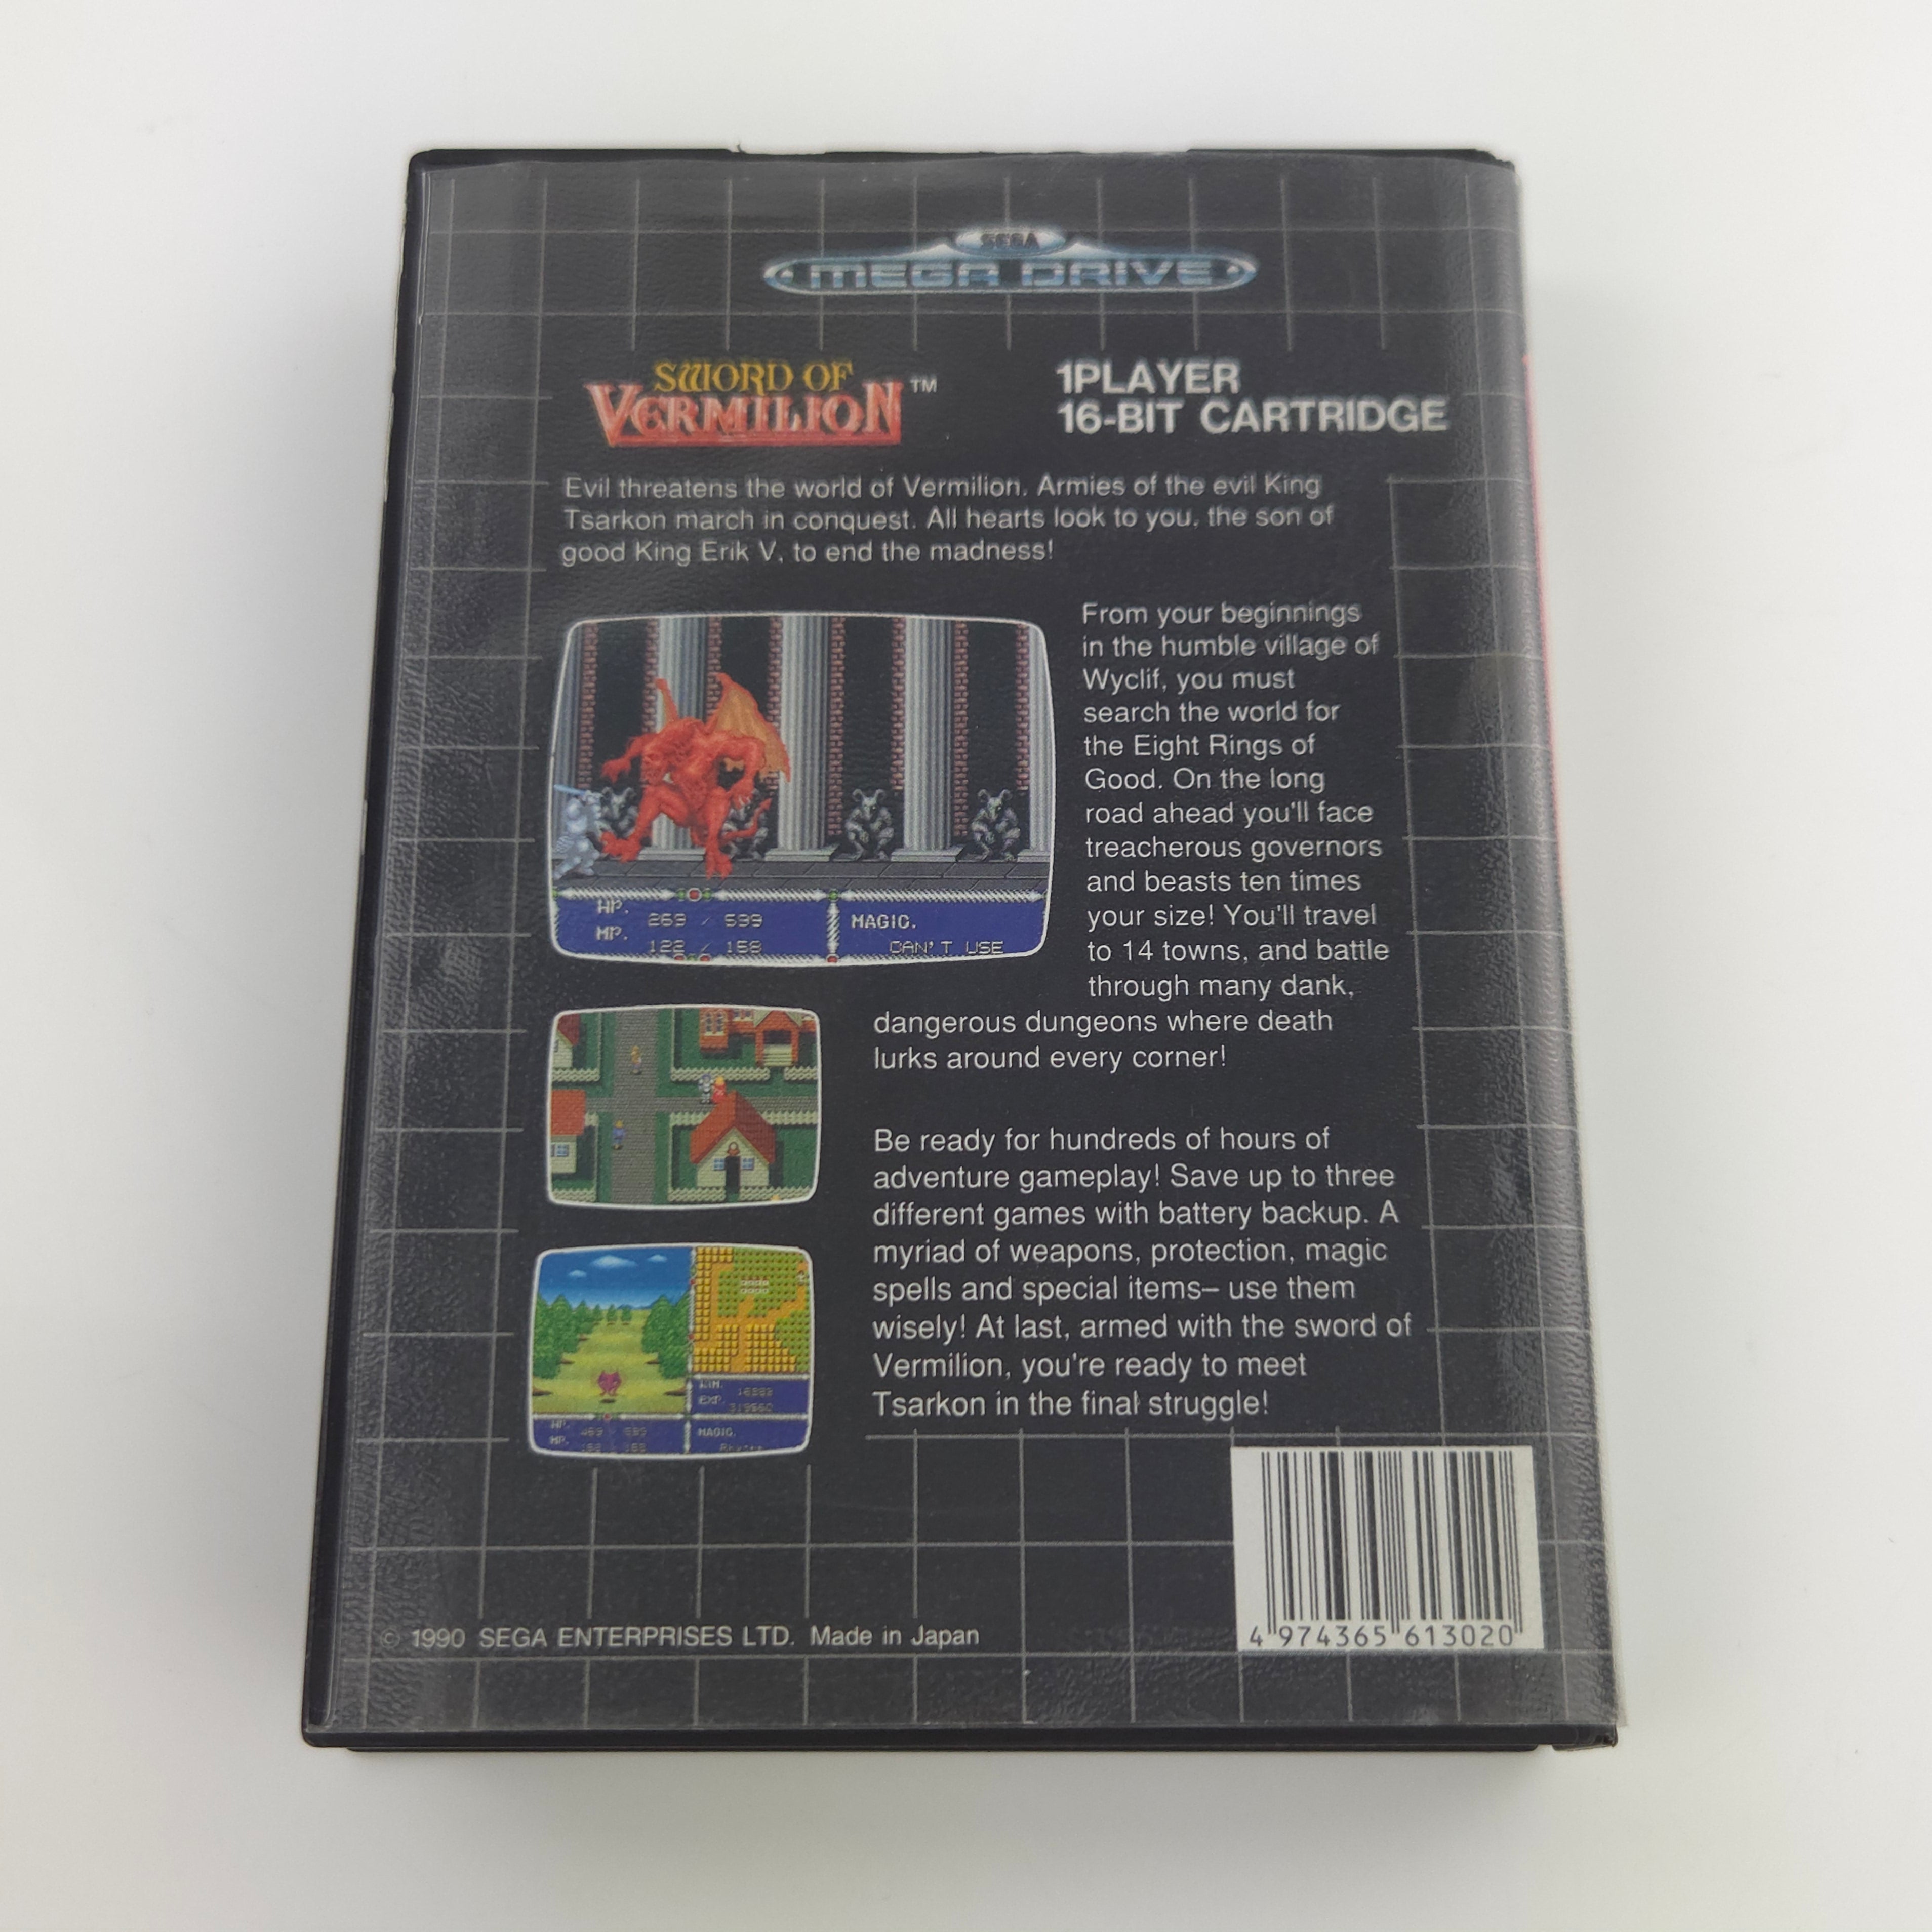 SEGA
MEGA DRIVE
SWORD OF
VERMILION™
1PLAYER
16-BIT CARTRIDGE
Evil threatens the world of Vermilion. Armies of the evil King
Tsarkon march in conquest. All hearts look to you, the son of
good King Erik V, to end the madness!
From your beginnings
in the humble village of
Wyclif, you must
search the world for
the Eight Rings of
Good. On the long
road ahead you'll face
treacherous governors
and beasts ten times
your size! You'll travel
to 14 towns, and battle
through many dank,
dangerous dungeons where death
lurks around every corner!
HP. 269 / 599
MP. 122 / 158
MAGIC.
CAN'T USE
Be ready for hundreds of hours of
adventure gameplay! Save up to three
different games with battery backup. A
myriad of weapons, protection, magic
spells and special items– use them
wisely! At last, armed with the sword of
Vermilion, you're ready to meet
Tsarkon in the final struggle!
EXP.
HP.
MP.
MAGIC.
© 1990 SEGA ENTERPRISES LTD. Made in Japan
4 974365 613020